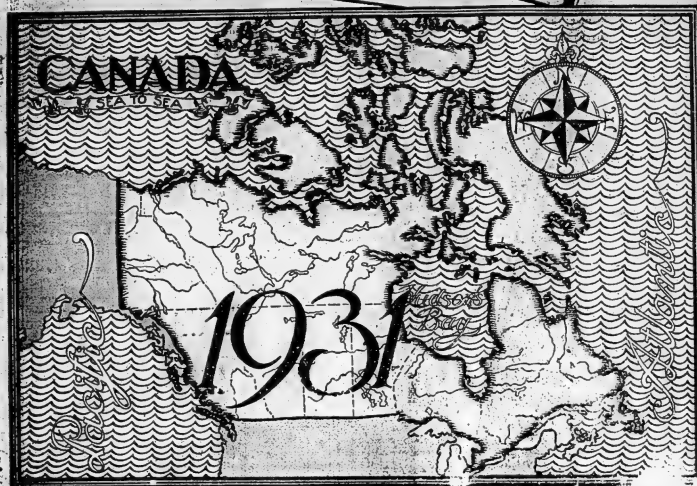 CANADA
SEA TO SEA
Pacific
1931
Hudson's
Bay
Atlantic